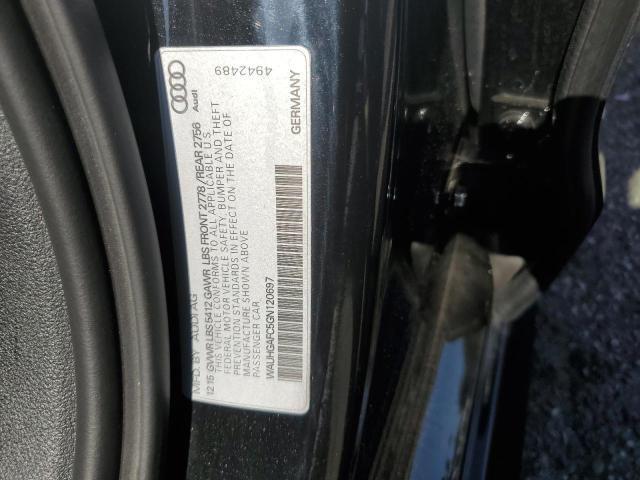 MFD. BY AUDI AG
12.15 GVWR LBS 5412 GAWR LBS FRONT 2778 / REAR 2756
THIS VEHICLE CONFORMS TO ALL APPLICABLE U.S.
FEDERAL MOTOR VEHICLE SAFETY, BUMPER AND THEFT
PREVENTION STANDARDS IN EFFECT ON THE DATE OF
MANUFACTURE SHOWN ABOVE
PASSENGER CAR
WAUHGAFC5GN120697
GERMANY
Audi
4942489